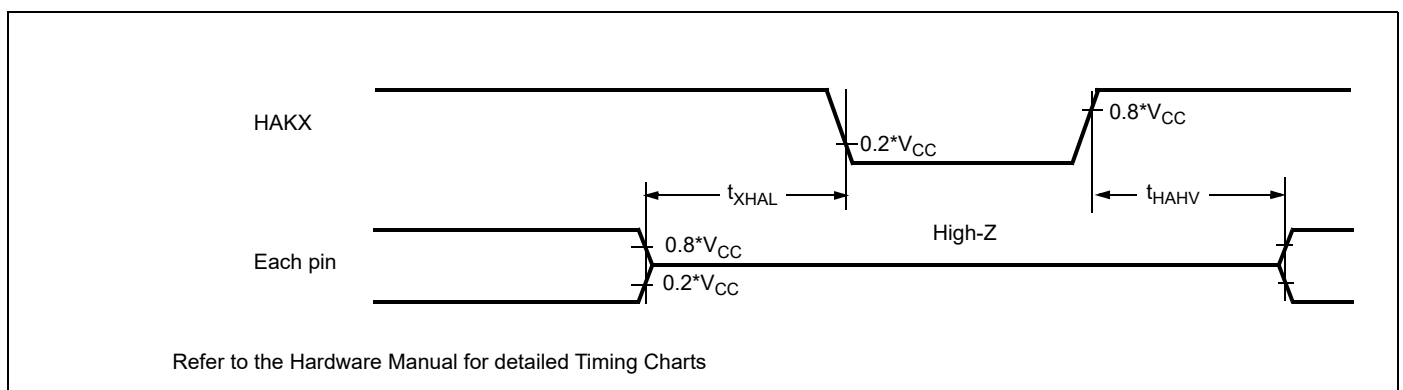 HAKX
0.8*VCC
0.2*VCC
tXHAL
tHAHV
High-Z
Each pin
0.8*VCC
0.2*VCC
Refer to the Hardware Manual for detailed Timing Charts